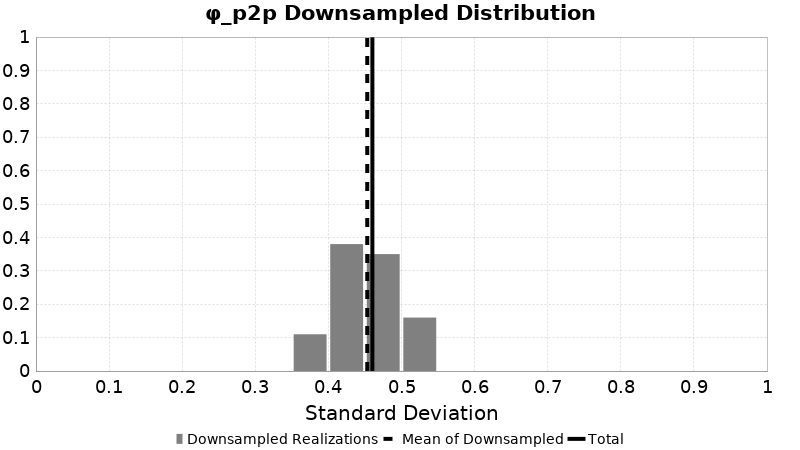 φ_p2p Downsampled Distribution
1
0.9
0.8
0.7
0.6
0.5
0.4
0.3
0.2
0.1
0
0 0.1 0.2 0.3 0.4 0.5 0.6 0.7 0.8 0.9 1
Standard Deviation
Downsampled Realizations Mean of Downsampled Total